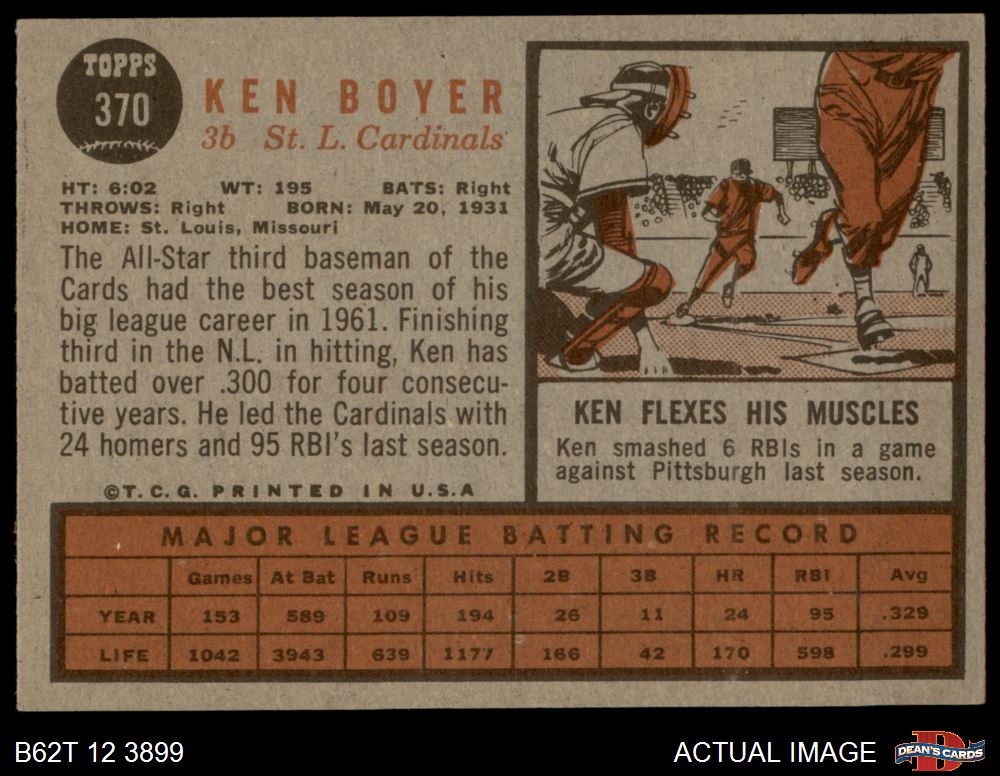 TOPPS
370
KEN BOYER
3b St. L. Cardinals
HT: 6:02 WT: 195 BATS: Right
THROWS: Right BORN: May 20, 1931
HOME: St. Louis, Missouri
The All-Star third baseman of the
Cards had the best season of his
big league career in 1961. Finishing
third in the N.L. in hitting, Ken has
batted over .300 for four consecu-
tive years. He led the Cardinals with
24 homers and 95 RBI's last season.
©T.C.G. PRINTED IN U.S.A
KEN FLEXES HIS MUSCLES
Ken smashed 6 RBIs in a game
against Pittsburgh last season.
MAJOR LEAGUE BATTING RECORD
Games At Bat Runs Hits 2B 3B HR RBI Avg
YEAR 153 589 109 194 26 11 24 95 .329
LIFE 1042 3943 639 1177 166 42 170 598 .299
B62T 12 3899 ACTUAL IMAGE DEAN'S CARDS